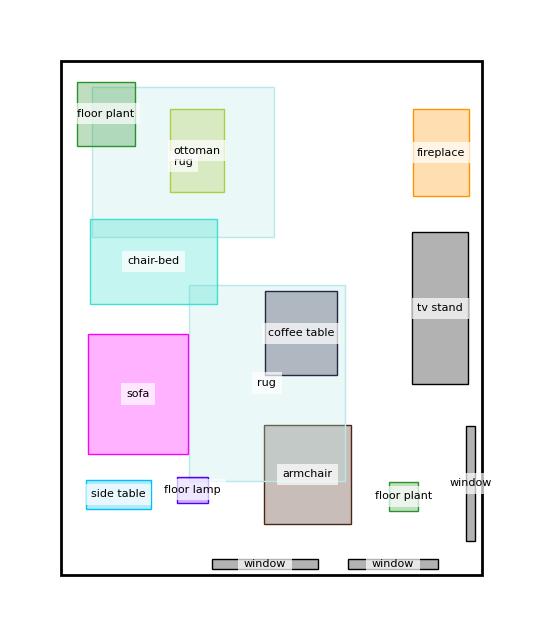 floor plant
ottoman
rug
fireplace
chair-bed
tv stand
coffee table
rug
sofa
armchair
window
side table
floor lamp
floor plant
window
window